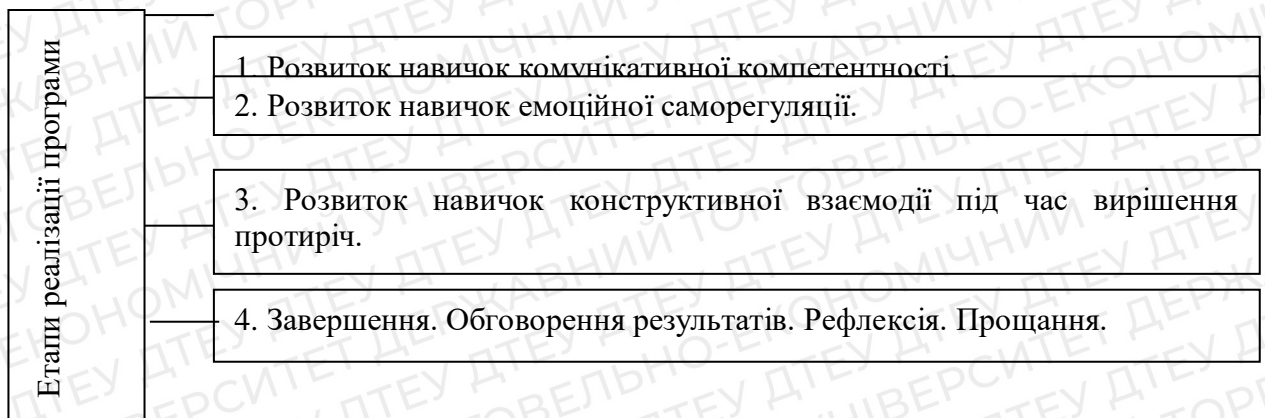 Етапи реалізації програми
1. Розвиток навичок комунікативної компетентності.
2. Розвиток навичок емоційної саморегуляції.
3. Розвиток навичок конструктивної взаємодії під час вирішення
протиріч.
4. Завершення. Обговорення результатів. Рефлексія. Прощання.